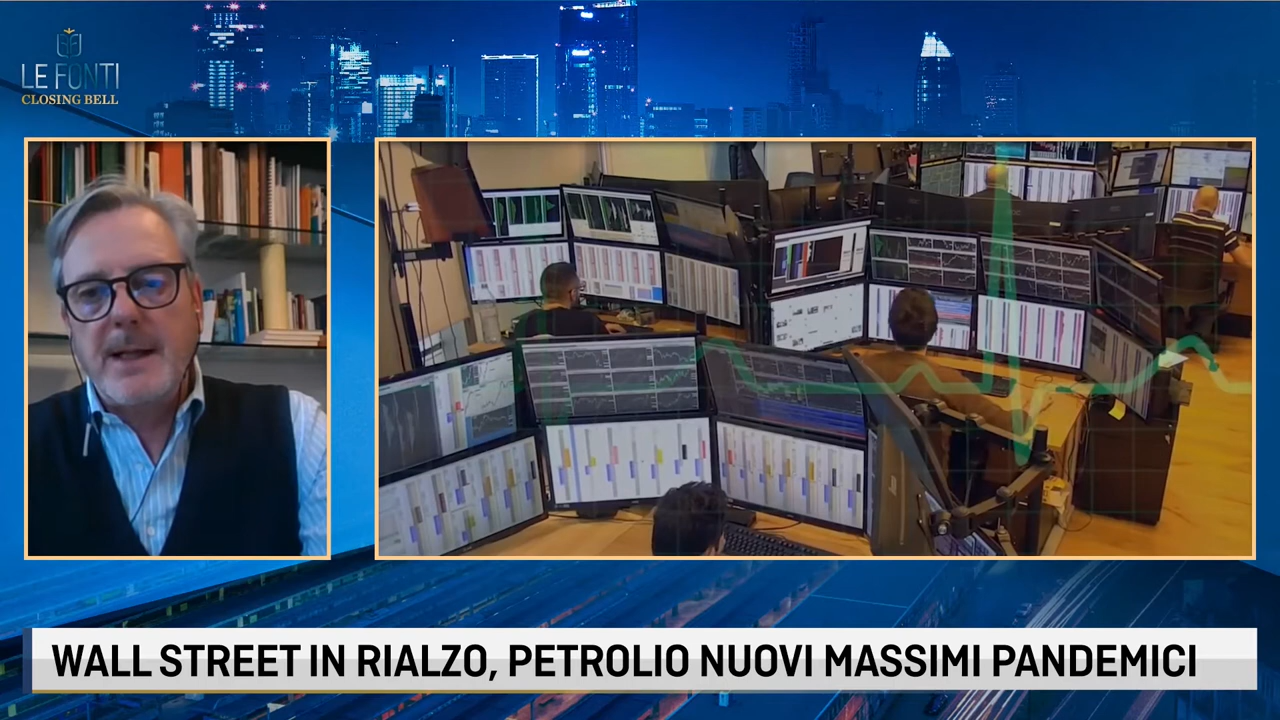 LE FONTI
CLOSING BELL
WALL STREET IN RIALZO, PETROLIO NUOVI MASSIMI PANDEMICI